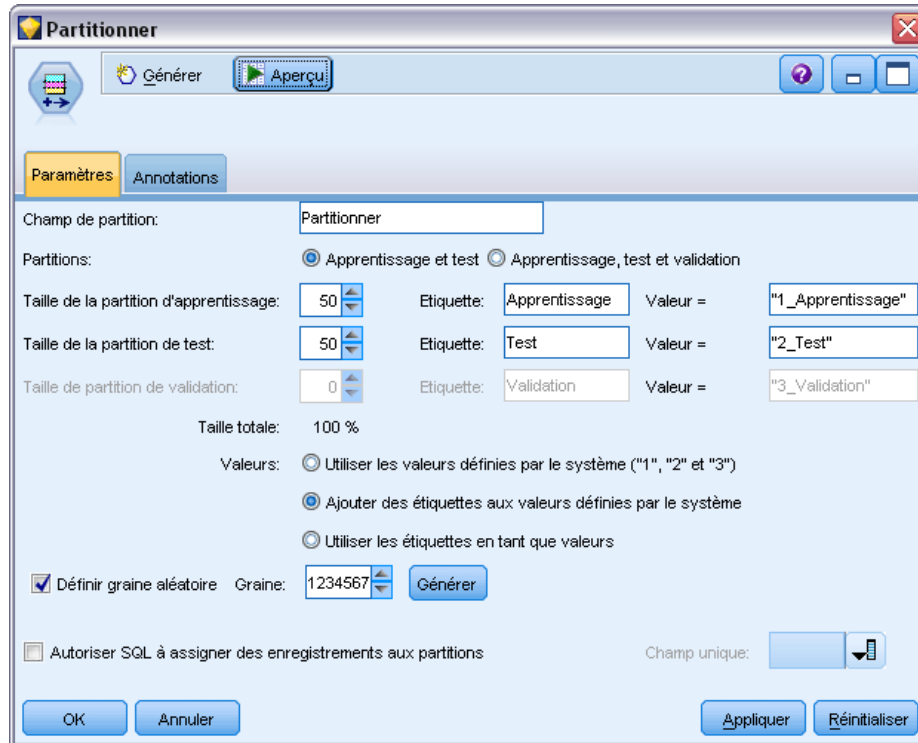 Partitionner
Générer
Aperçu
Paramètres
Annotations
Champ de partition: Partitionner
Partitions: Apprentissage et test Apprentissage, test et validation
Taille de la partition d'apprentissage: 50 Etiquette: Apprentissage Valeur = "1_Apprentissage"
Taille de la partition de test: 50 Etiquette: Test Valeur = "2_Test"
Taille de partition de validation: 0 Etiquette: Validation Valeur = "3_Validation"
Taille totale: 100 %
Valeurs: Utiliser les valeurs définies par le système ("1", "2" et "3")
Ajouter des étiquettes aux valeurs définies par le système
Utiliser les étiquettes en tant que valeurs
Définir graine aléatoire Graine: 1234567 Générer
Autoriser SQL à assigner des enregistrements aux partitions Champ unique:
OK Annuler Appliquer Réinitialiser